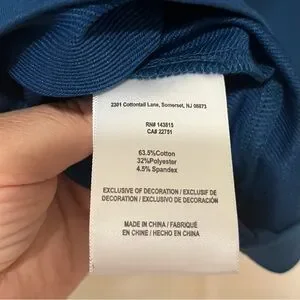 2301 Cottontail Lane, Somerset, NJ 08873
RN# 143815
CA# 22751
63.5%Cotton
32%Polyester
4.5% Spandex
EXCLUSIVE OF DECORATION / EXCLUSIF DE
DECORATION / EXCLUSIVO DE
DECORACIÓN
MADE IN CHINA / FABRIQUÉ
EN CHINE / HECHO EN CHINA